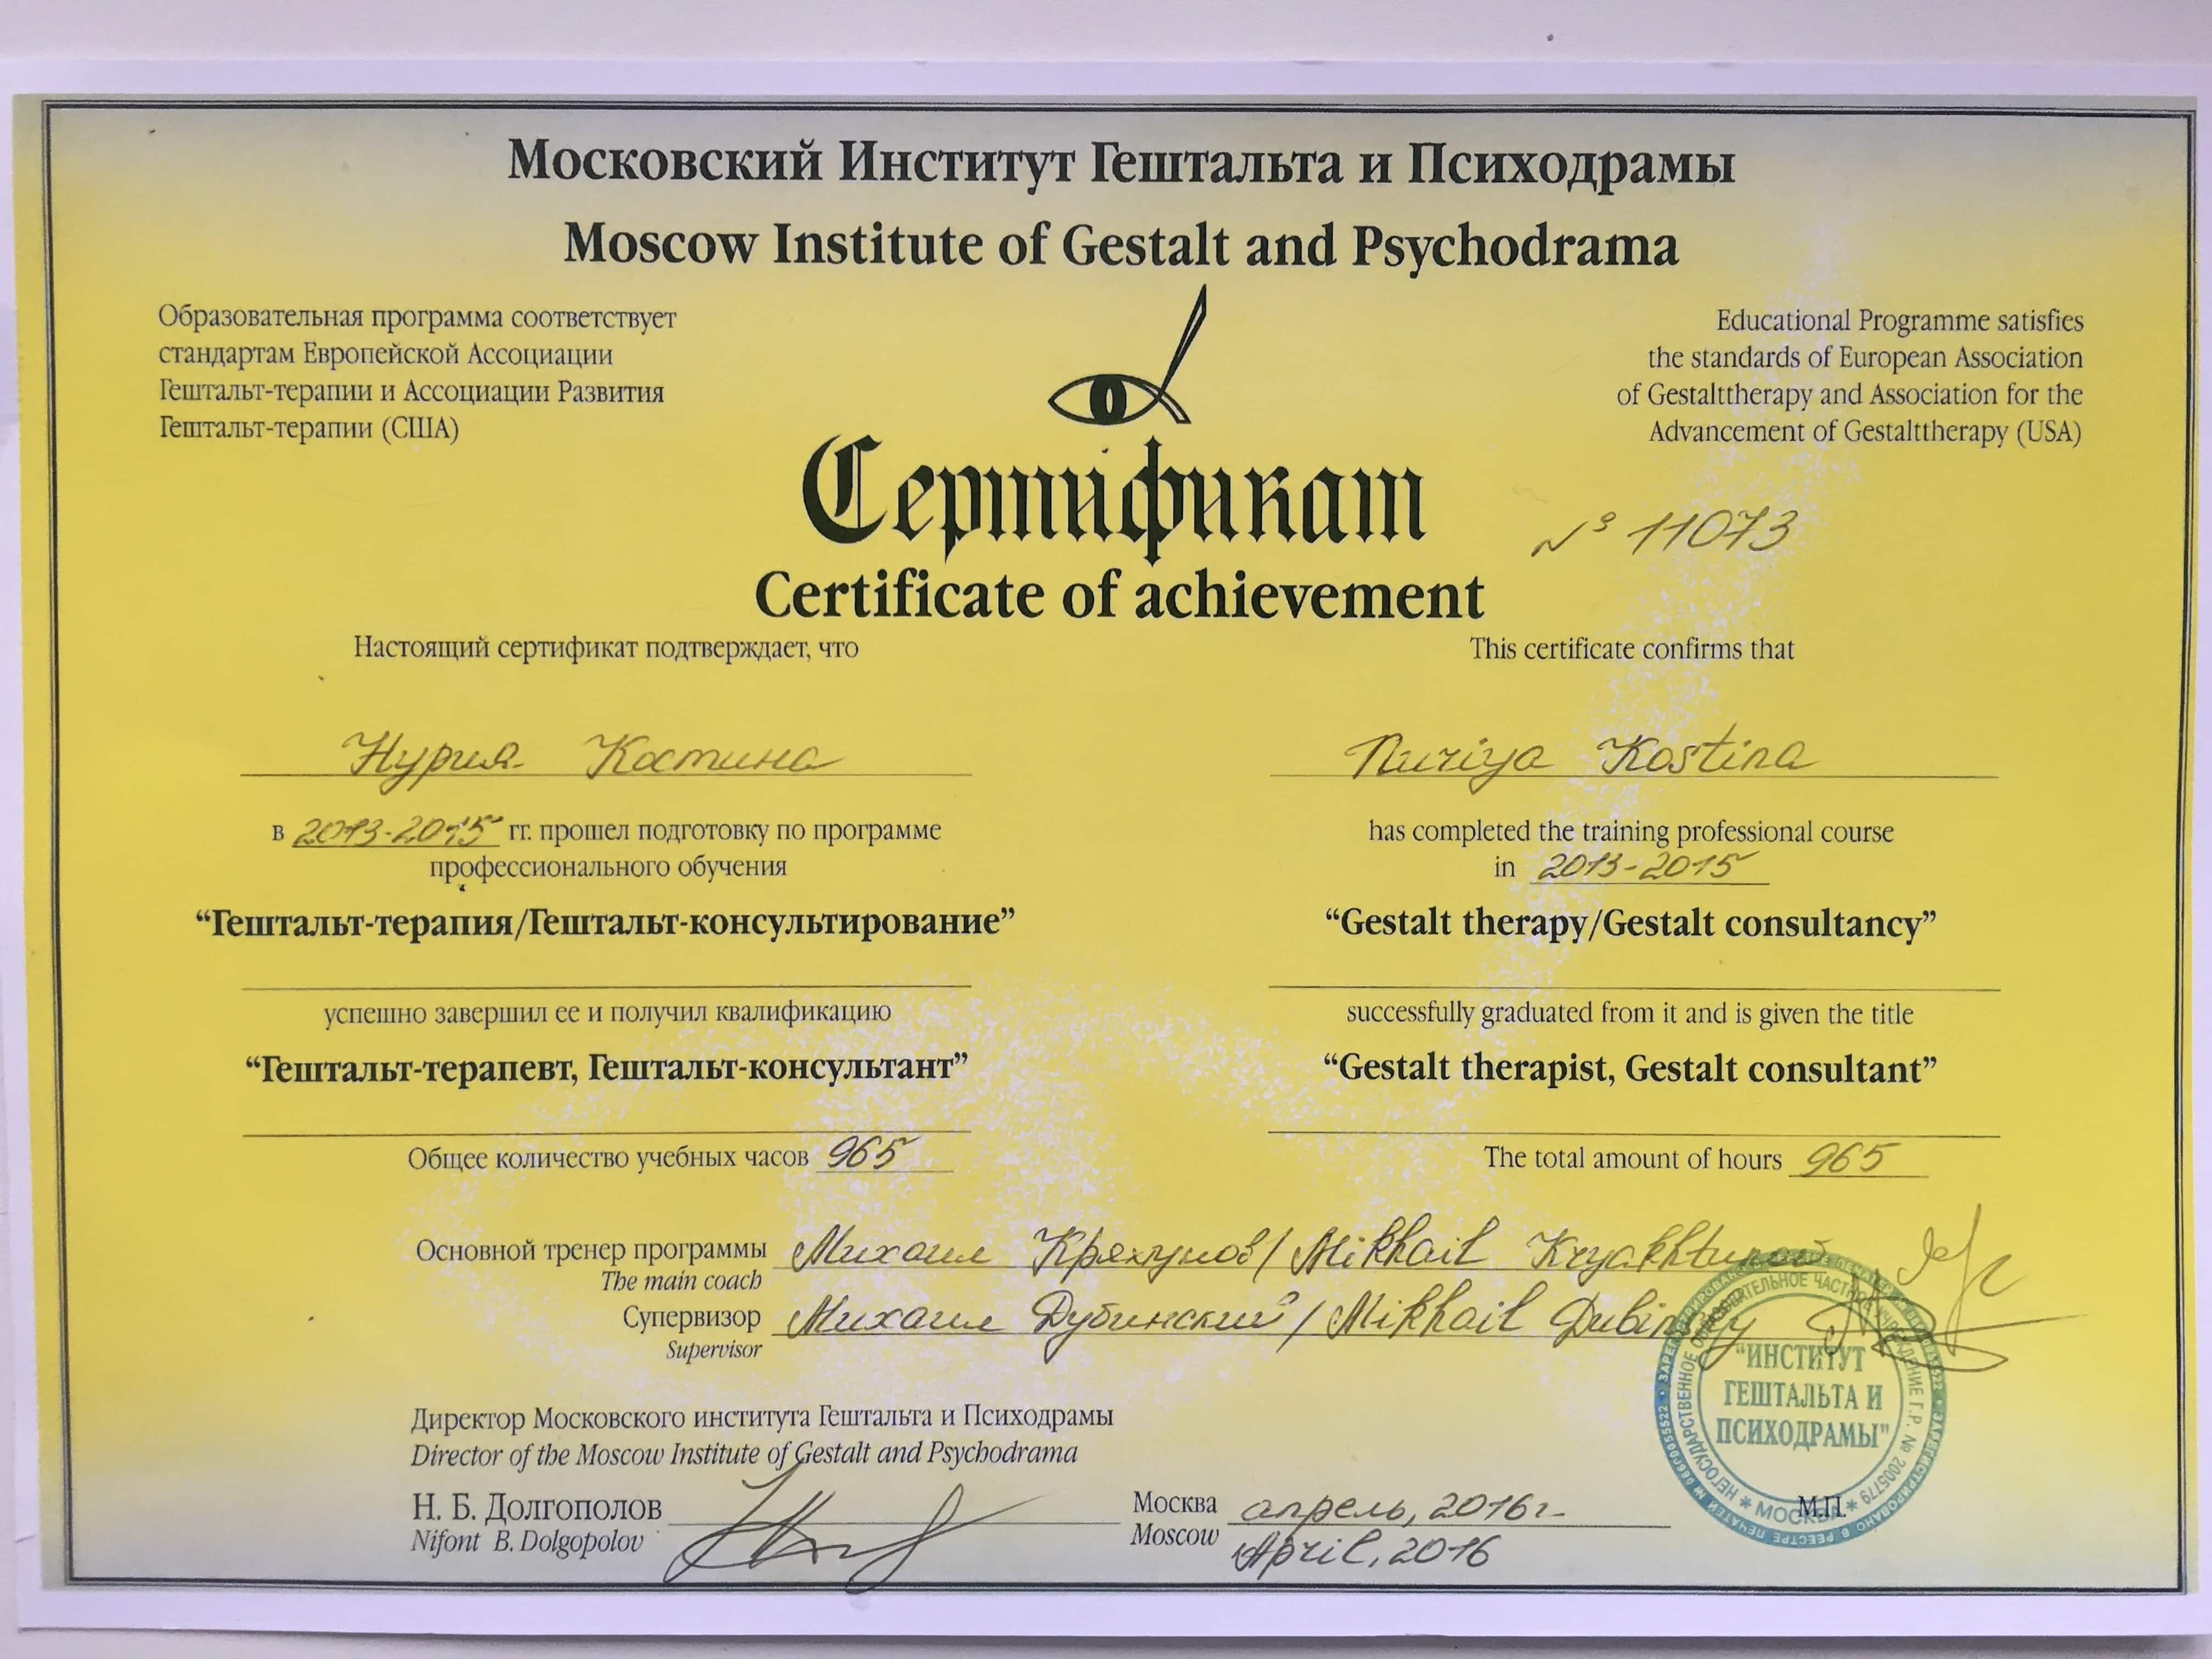 Московский Институт Гештальта и Психодрамы
Moscow Institute of Gestalt and Psychodrama
Образовательная программа соответствует
стандартам Европейской Ассоциации
Гештальт-терапии и Ассоциации Развития
Гештальт-терапии (США)
Educational Programme satisfies
the standards of European Association
of Gestalttherapy and Association for the
Advancement of Gestalttherapy (USA)
Сертификат
№ 11073
Certificate of achievement
Настоящий сертификат подтверждает, что
Нурия Костина
в 2013-2015 гг. прошел подготовку по программе
профессионального обучения
“Гештальт-терапия/Гештальт-консультирование”
успешно завершил ее и получил квалификацию
“Гештальт-терапевт, Гештальт-консультант”
Общее количество учебных часов 965
This certificate confirms that
Nuriya Kostina
has completed the training professional course
in 2013-2015
“Gestalt therapy/Gestalt consultancy”
successfully graduated from it and is given the title
“Gestalt therapist, Gestalt consultant”
The total amount of hours 965
Основной тренер программы Михаил Кряхтунов/Mikhail Kryakhtunov
The main coach
Супервизор Михаил Дубинский/Mikhail Dubinsky
Supervisor
Директор Московского института Гештальта и Психодрамы
Director of the Moscow Institute of Gestalt and Psychodrama
Н. Б. Долгополов
Nifont B. Dolgopolov
Москва апрель, 2016г.
Moscow April, 2016
"ИНСТИТУТ
ГЕШТАЛЬТА И
ПСИХОДРАМЫ"
НЕГОСУДАРСТВЕННОЕ ОБРАЗОВАТЕЛЬНОЕ ЧАСТНОЕ УЧРЕЖДЕНИЕ Г.Р. № 2005779
* МОСКВА *
М.П.